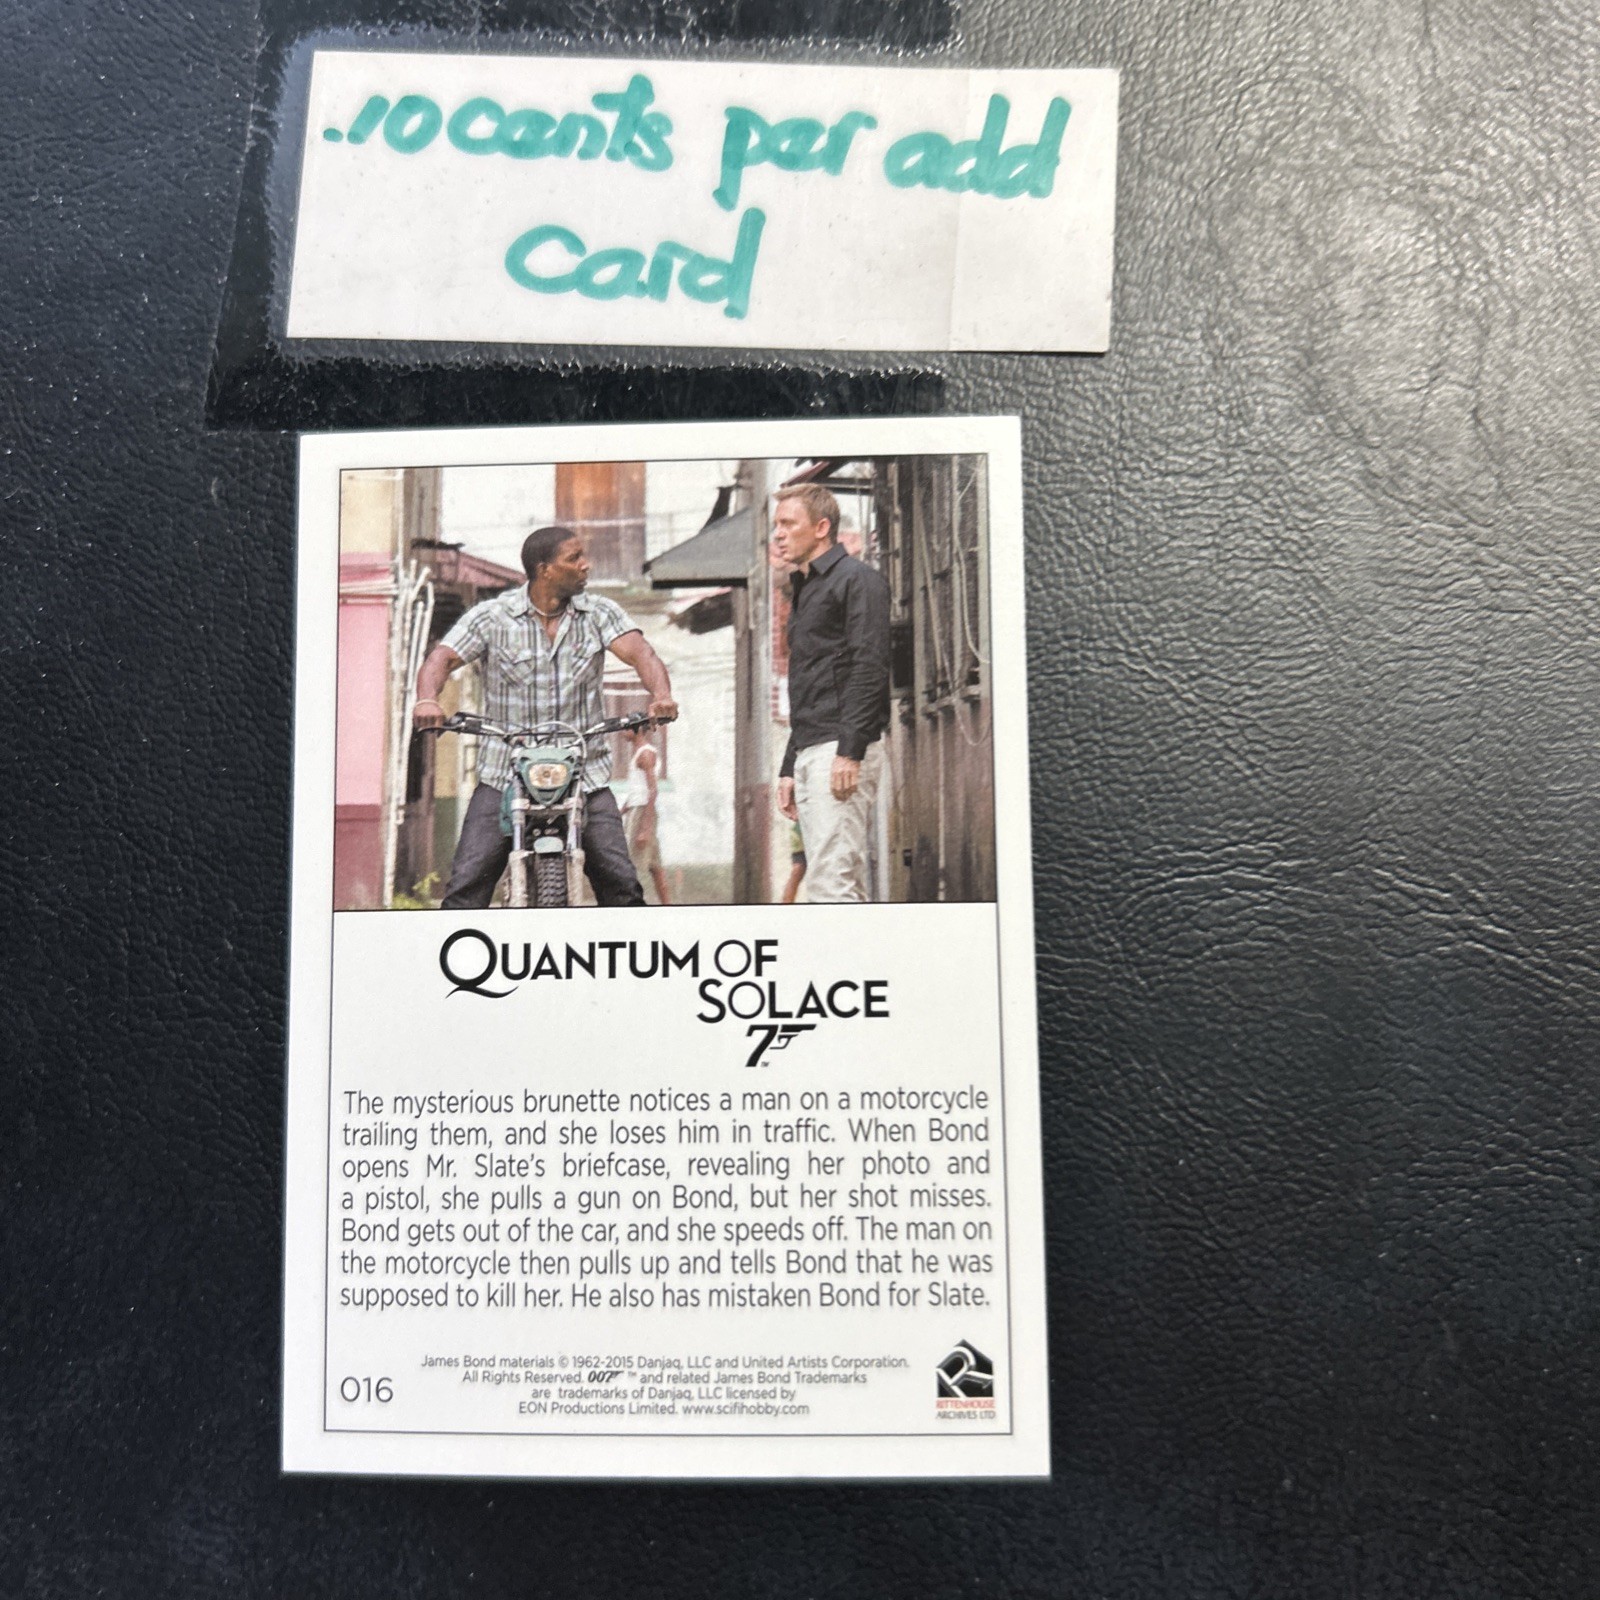 .10 cents per add
Card
QUANTUM OF
SOLACE
007
The mysterious brunette notices a man on a motorcycle
trailing them, and she loses him in traffic. When Bond
opens Mr. Slate's briefcase, revealing her photo and
a pistol, she pulls a gun on Bond, but her shot misses.
Bond gets out of the car, and she speeds off. The man on
the motorcycle then pulls up and tells Bond that he was
supposed to kill her. He also has mistaken Bond for Slate.
James Bond materials © 1962-2015 Danjaq, LLC and United Artists Corporation.
All Rights Reserved. 007 ™ and related James Bond Trademarks
are trademarks of Danjaq, LLC licensed by
EON Productions Limited. www.scifihobby.com
016
RITTENHOUSE
ARCHIVES LTD